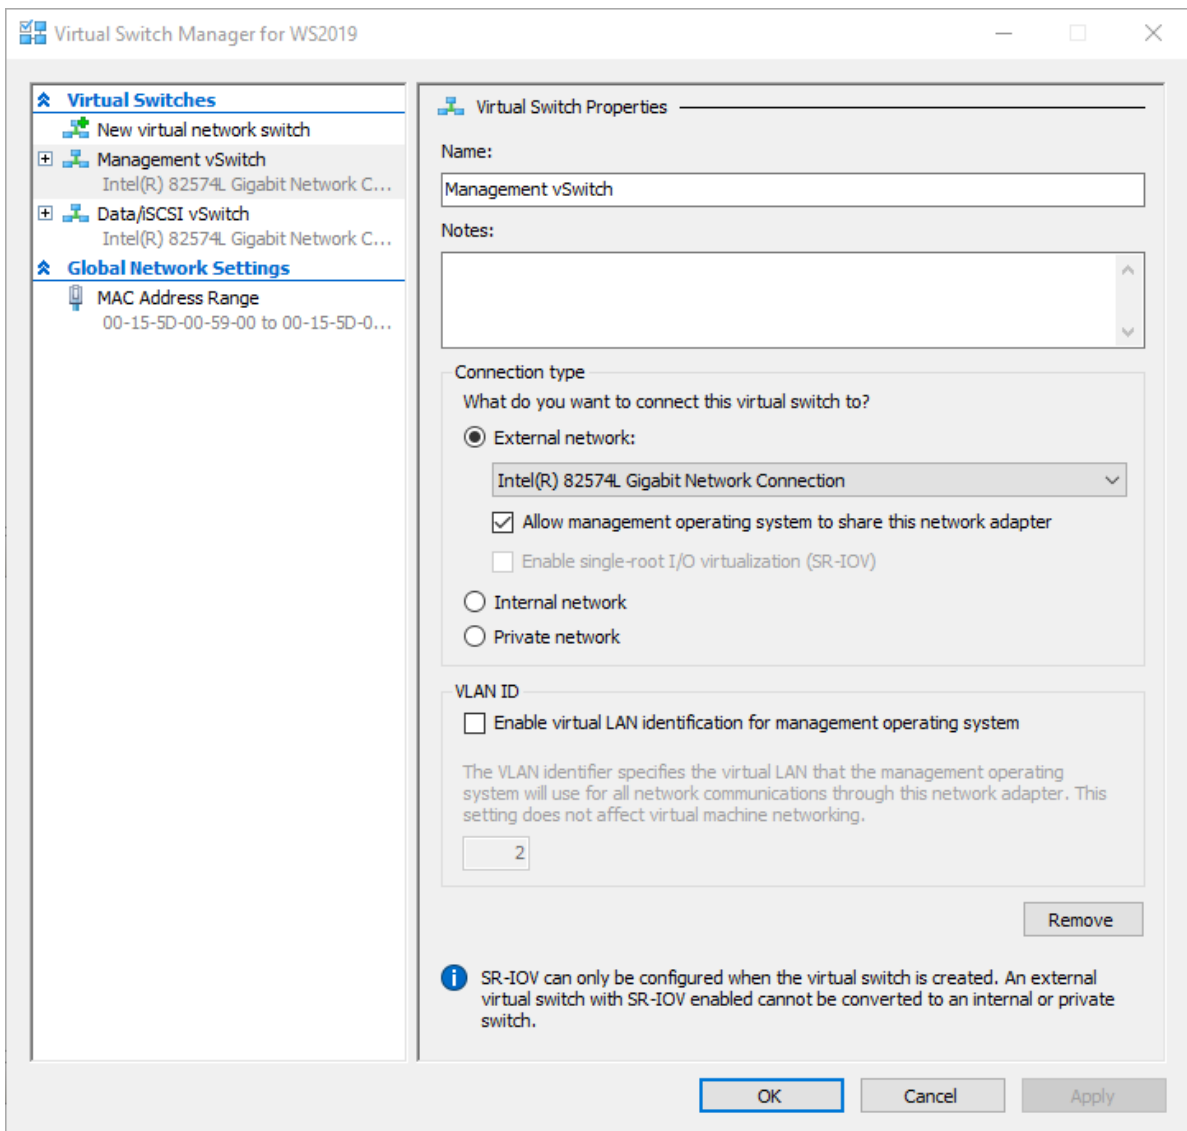 Virtual Switch Manager for WS2019
Virtual Switches
New virtual network switch
Management vSwitch
Intel(R) 82574L Gigabit Network C...
Data/iSCSI vSwitch
Intel(R) 82574L Gigabit Network C...
Global Network Settings
MAC Address Range
00-15-5D-00-59-00 to 00-15-5D-0...
Virtual Switch Properties
Name:
Management vSwitch
Notes:
Connection type
What do you want to connect this virtual switch to?
External network:
Intel(R) 82574L Gigabit Network Connection
Allow management operating system to share this network adapter
Enable single-root I/O virtualization (SR-IOV)
Internal network
Private network
VLAN ID
Enable virtual LAN identification for management operating system
The VLAN identifier specifies the virtual LAN that the management operating
system will use for all network communications through this network adapter. This
setting does not affect virtual machine networking.
2
Remove
SR-IOV can only be configured when the virtual switch is created. An external
virtual switch with SR-IOV enabled cannot be converted to an internal or private
switch.
OK
Cancel
Apply